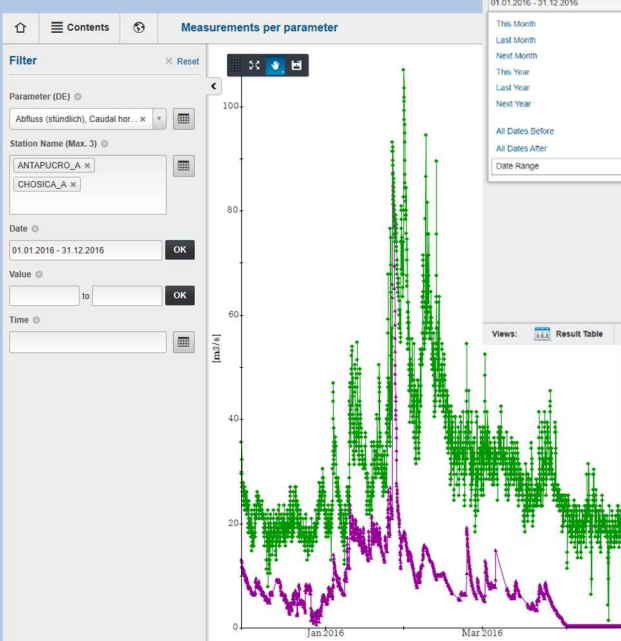 Contents
Measurements per parameter
Filter
× Reset
Parameter (DE)
Abfluss (stündlich), Caudal hor... ×
Station Name (Max. 3)
ANTAPUCRO_A ×
CHOSICA_A ×
Date
01.01.2016 - 31.12.2016
OK
Value
to
OK
Time
01.01.2016 - 31.12.2016
This Month
Last Month
Next Month
This Year
Last Year
Next Year
All Dates Before
All Dates After
Date Range
Views:
Result Table
[m3/s]
100
80
60
40
20
0
Jan 2016
Mar 2016